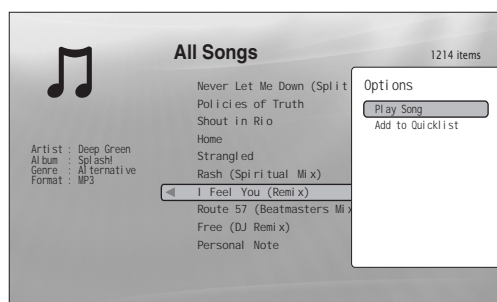 All Songs
1214 items
Never Let Me Down (Split
Policies of Truth
Shout in Rio
Home
Strangled
Rash (Spiritual Mix)
I Feel You (Remix)
Route 57 (Beatmasters Mix
Free (DJ Remix)
Personal Note
Artist : Deep Green
Album : Splash!
Genre : Alternative
Format : MP3
Options
Play Song
Add to Quicklist